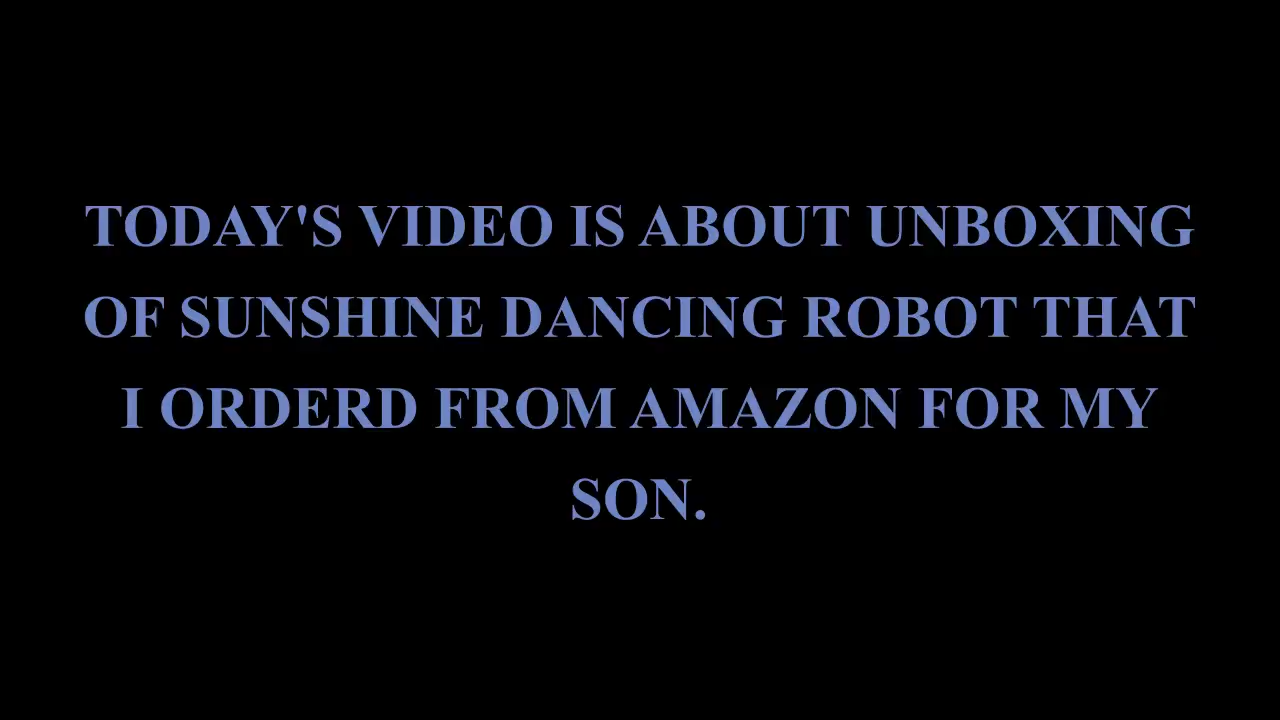 TODAY'S VIDEO IS ABOUT UNBOXING
OF SUNSHINE DANCING ROBOT THAT
I ORDERD FROM AMAZON FOR MY
SON.